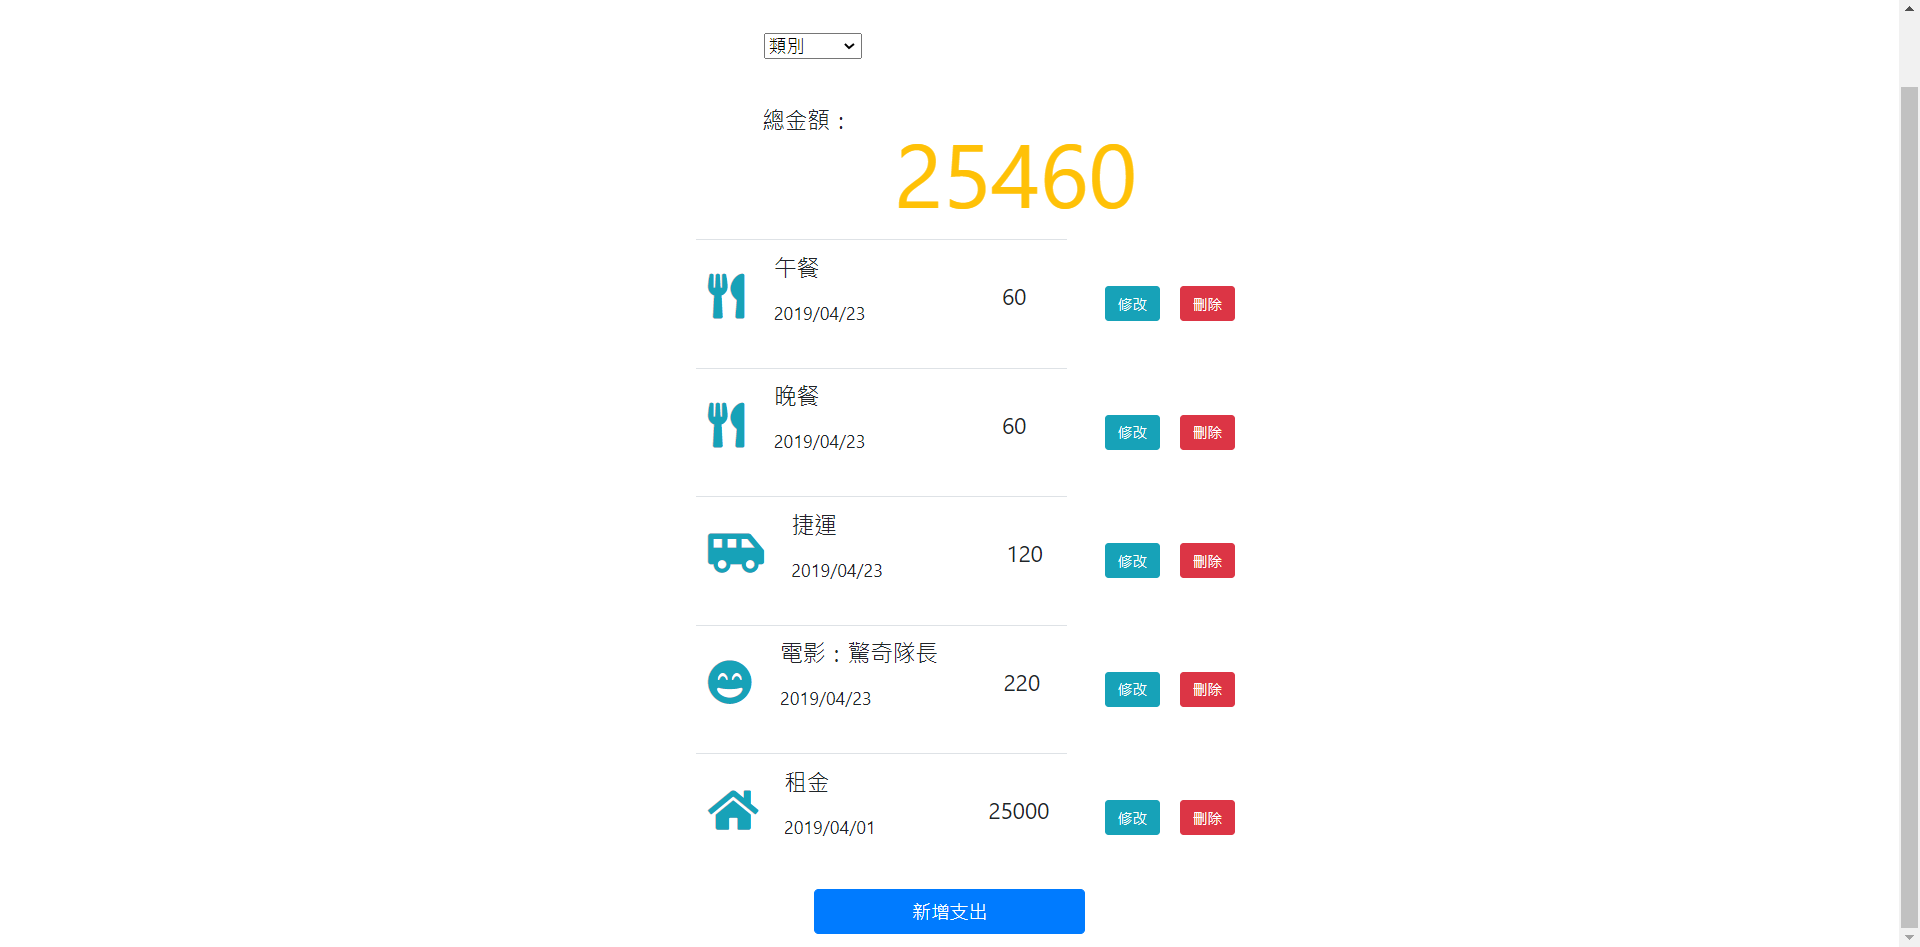 類別
總金額：
25460
午餐
2019/04/23
60
修改
刪除
晚餐
2019/04/23
60
修改
刪除
捷運
2019/04/23
120
修改
刪除
電影：驚奇隊長
2019/04/23
220
修改
刪除
租金
2019/04/01
25000
修改
刪除
新增支出